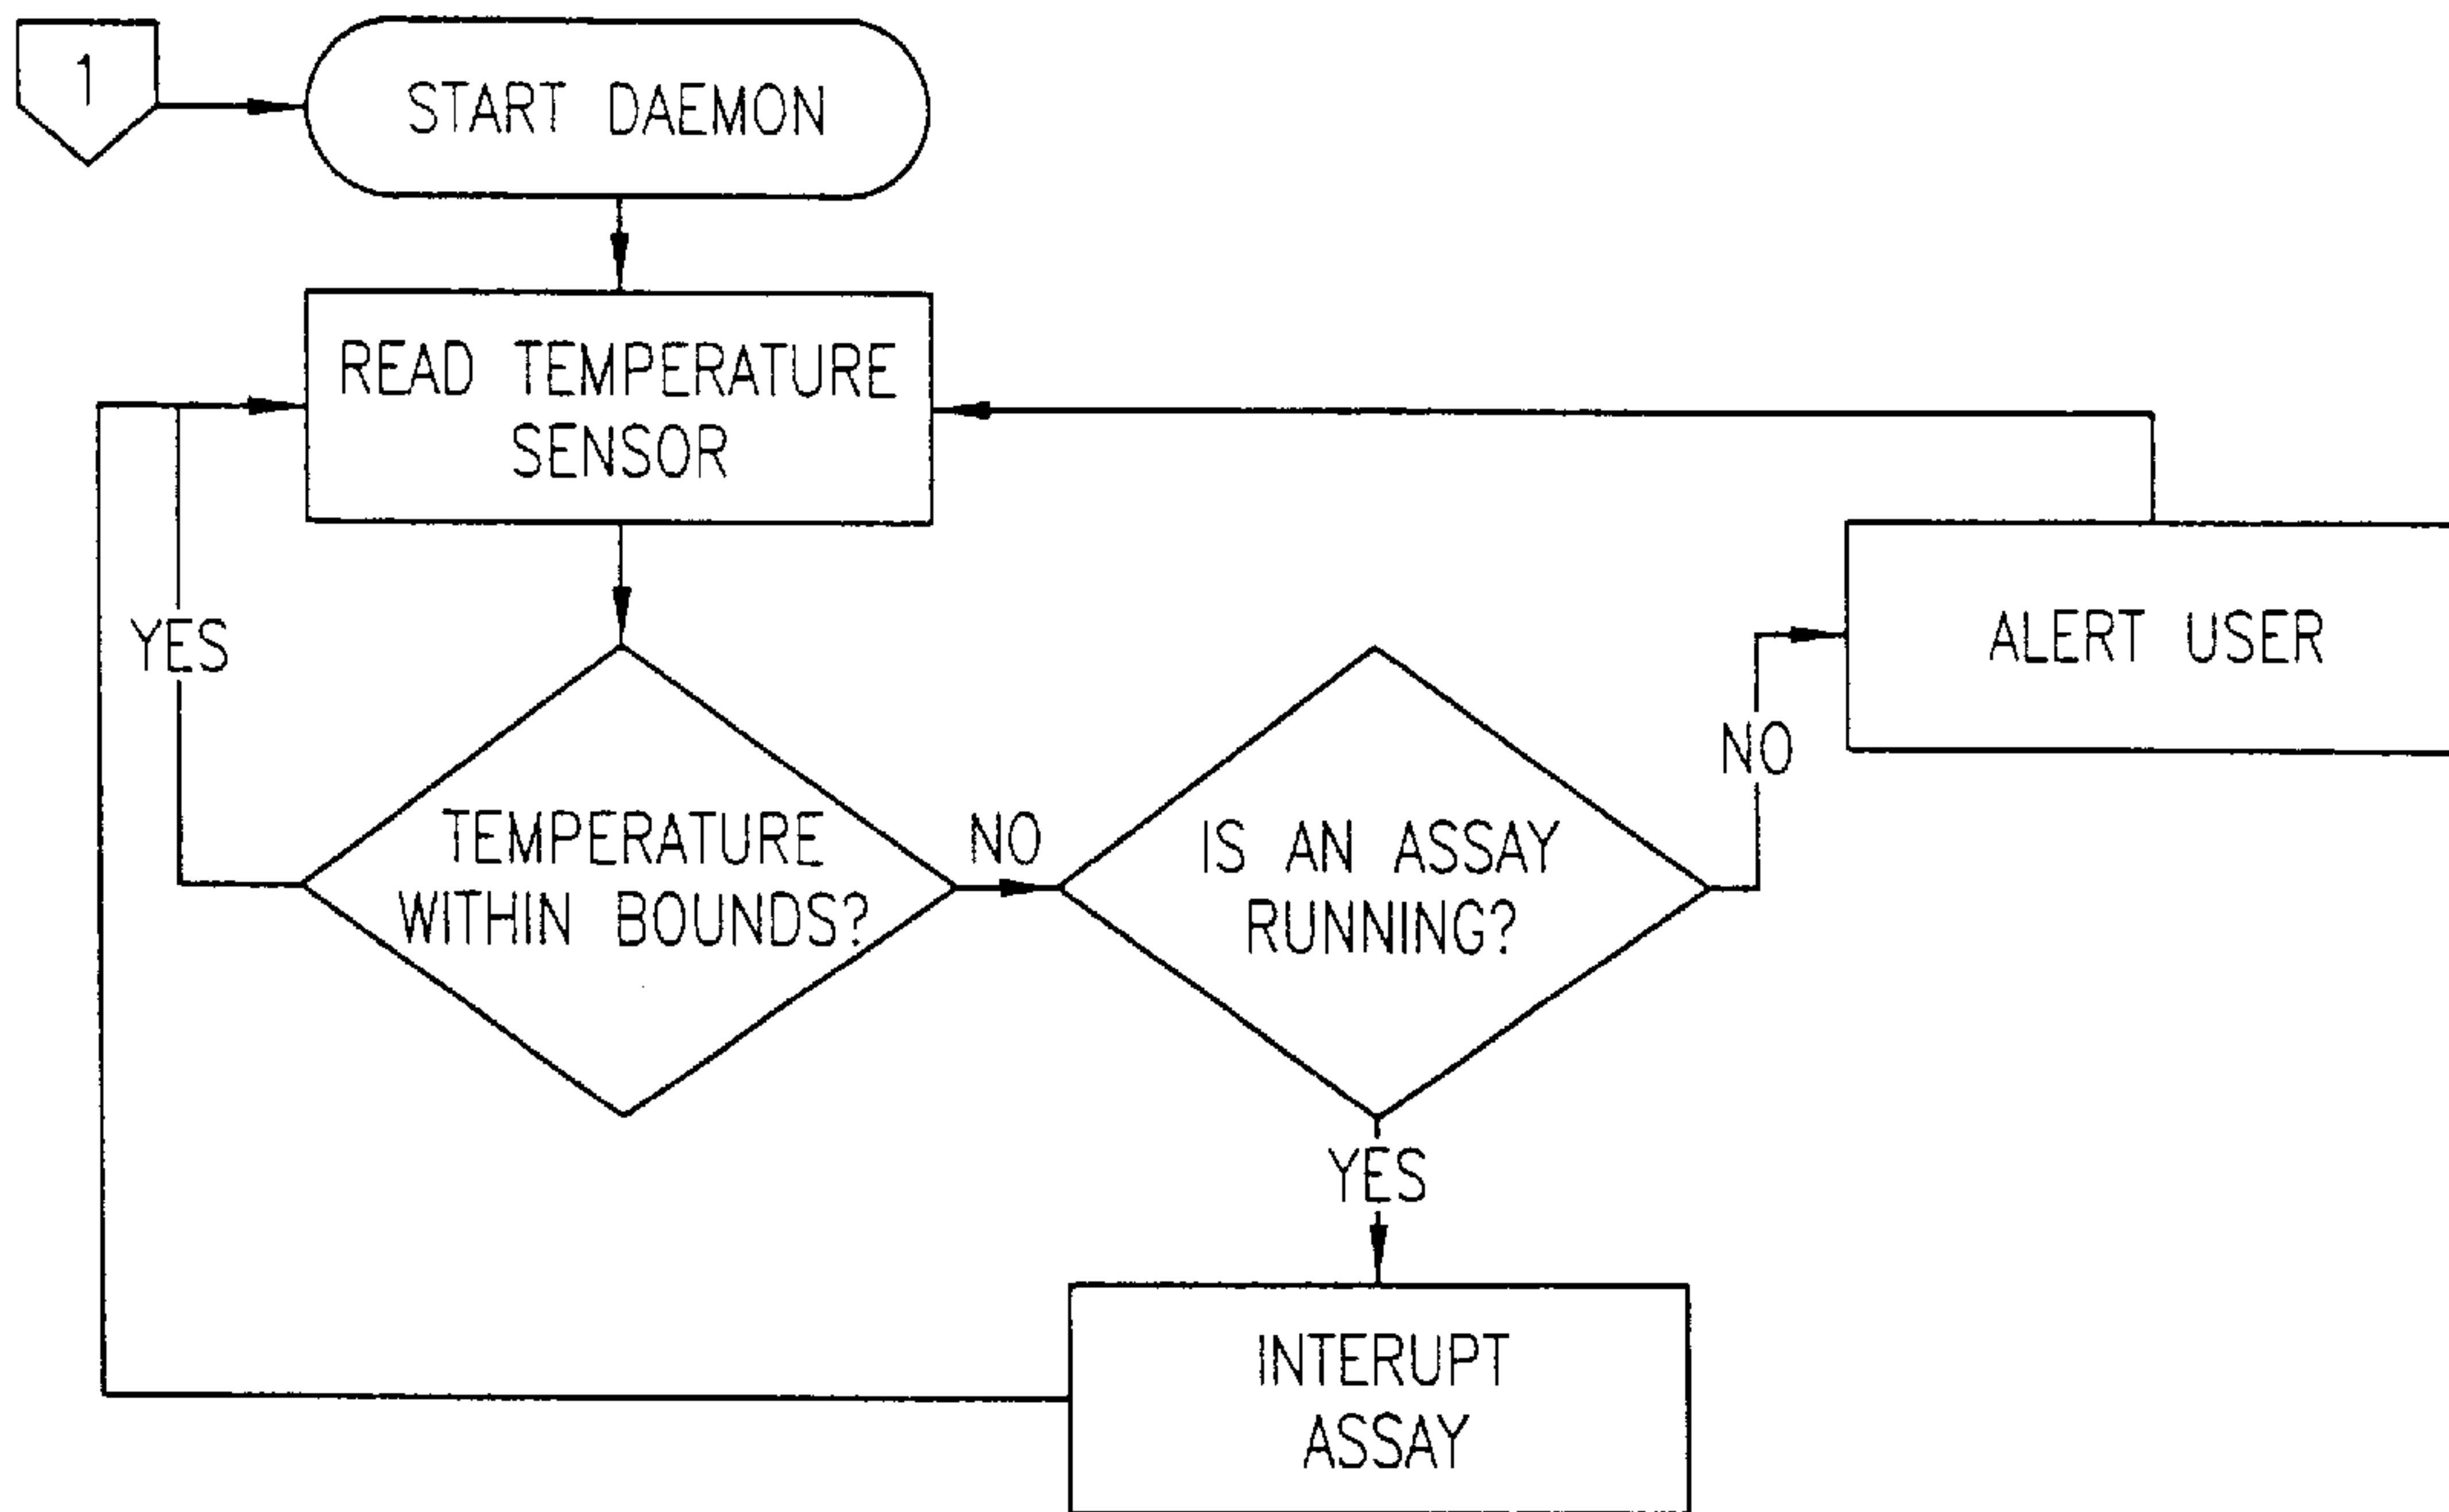 1
START DAEMON
READ TEMPERATURE
SENSOR
YES
ALERT USER
NO
TEMPERATURE
WITHIN BOUNDS?
NO
IS AN ASSAY
RUNNING?
YES
INTERUPT
ASSAY